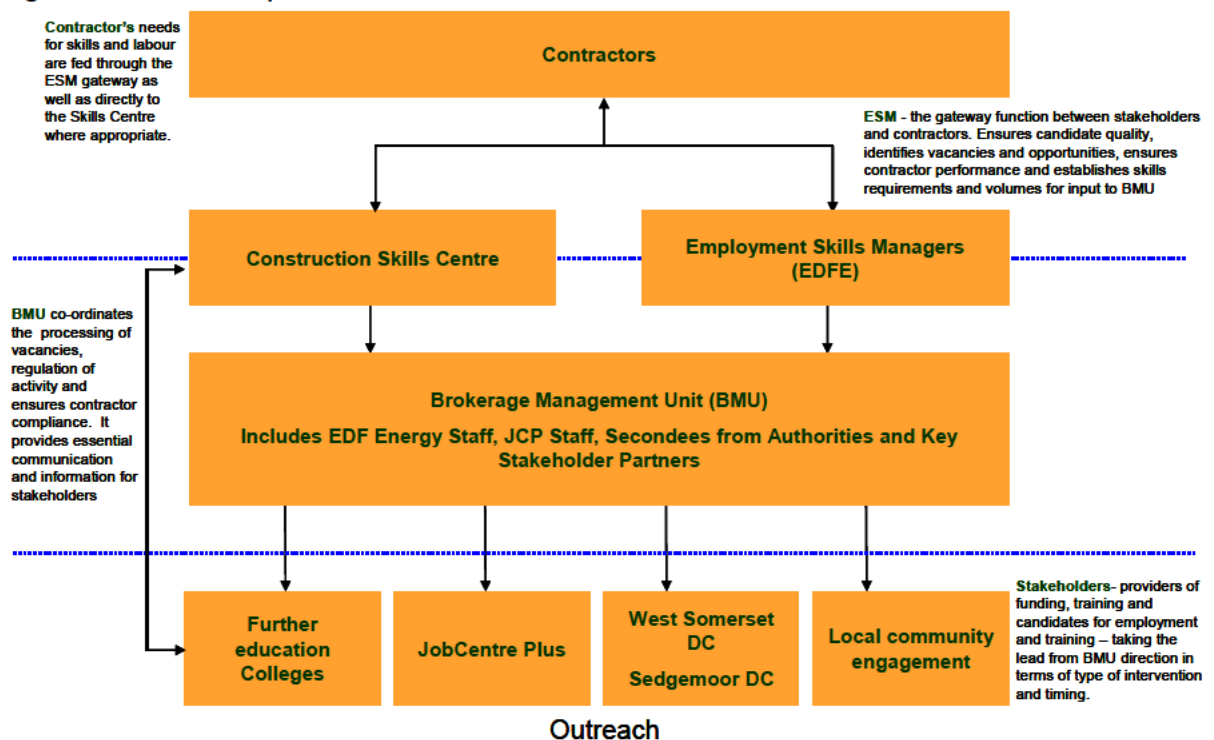 Contractor's needs
for skills and labour
are fed through the
ESM gateway as
well as directly to
the Skills Centre
where appropriate.
Contractors
ESM - the gateway function between stakeholders
and contractors. Ensures candidate quality,
identifies vacancies and opportunities, ensures
contractor performance and establishes skills
requirements and volumes for input to BMU
Construction Skills Centre
Employment Skills Managers
(EDFE)
BMU co-ordinates
the processing of
vacancies,
regulation of
activity and
ensures contractor
compliance. It
provides essential
communication
and information for
stakeholders
Brokerage Management Unit (BMU)
Includes EDF Energy Staff, JCP Staff, Secondees from Authorities and Key
Stakeholder Partners
Further
education
Colleges
JobCentre Plus
West Somerset
DC
Sedgemoor DC
Local community
engagement
Stakeholders- providers of
funding, training and
candidates for employment
and training – taking the
lead from BMU direction in
terms of type of intervention
and timing.
Outreach